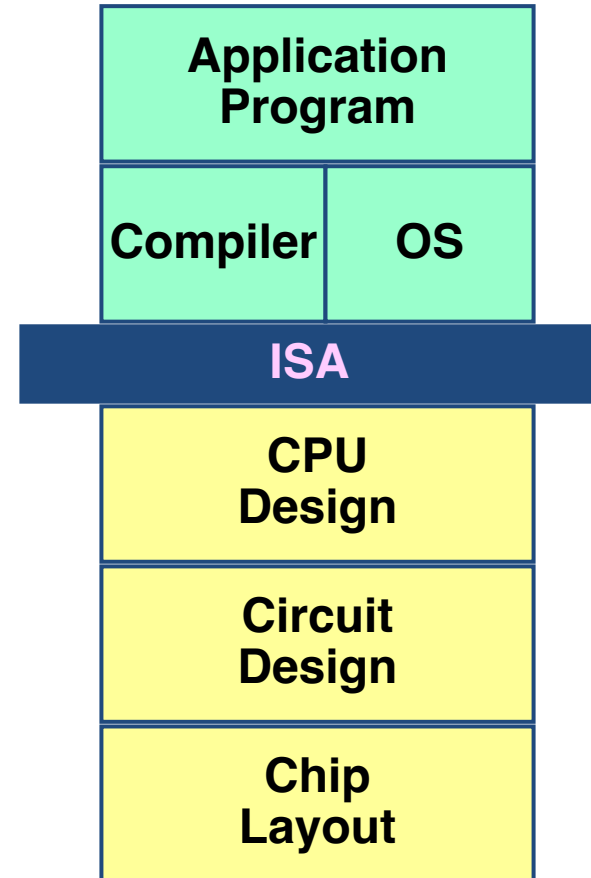 Application
Program
Compiler OS
ISA
CPU
Design
Circuit
Design
Chip
Layout